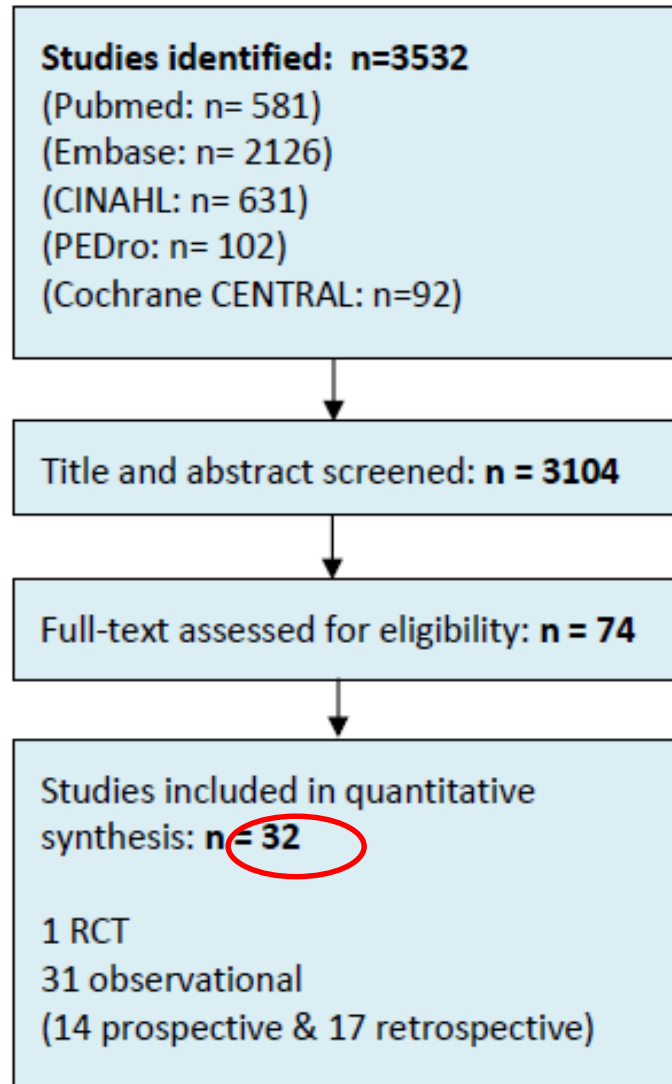 Studies identified: n=3532
(Pubmed: n= 581)
(Embase: n= 2126)
(CINAHL: n= 631)
(PEDro: n= 102)
(Cochrane CENTRAL: n=92)
Title and abstract screened: n = 3104
Full-text assessed for eligibility: n = 74
Studies included in quantitative
synthesis: n = 32
1 RCT
31 observational
(14 prospective & 17 retrospective)